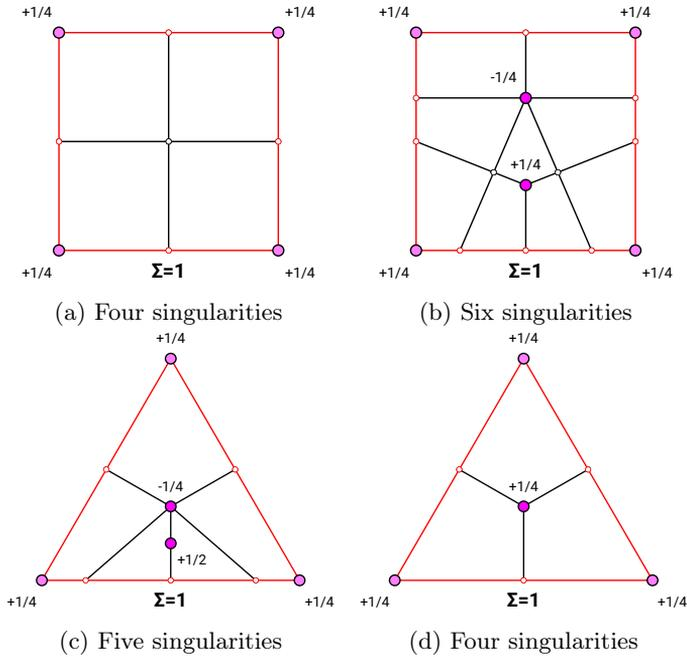 +1/4 +1/4 +1/4 +1/4
-1/4
+1/4
+1/4 Σ=1 +1/4 +1/4 Σ=1 +1/4
(a) Four singularities (b) Six singularities
+1/4 +1/4
-1/4 +1/4
+1/2
+1/4 Σ=1 +1/4 +1/4 Σ=1 +1/4
(c) Five singularities (d) Four singularities